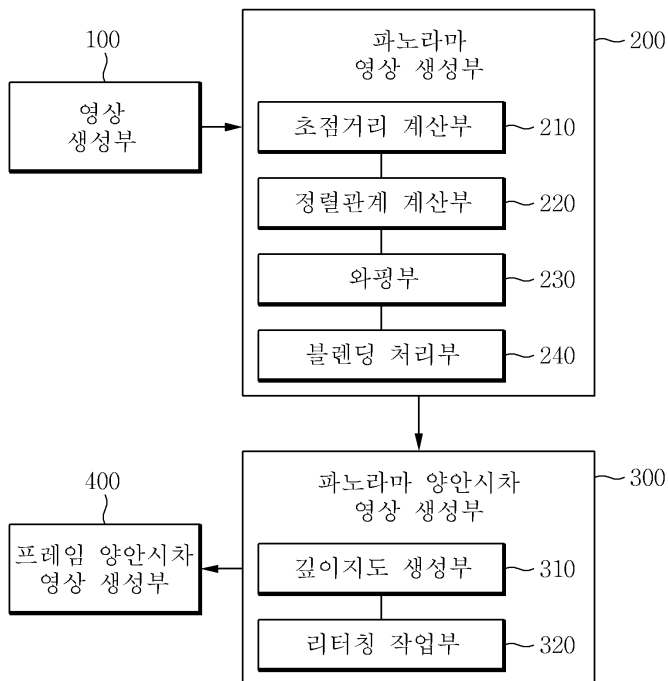 100
영상
생성부
파노라마
영상 생성부
200
초점거리 계산부
210
정렬관계 계산부
220
와핑부
230
블렌딩 처리부
240
파노라마 양안시차
영상 생성부
300
깊이지도 생성부
310
리터칭 작업부
320
400
프레임 양안시차
영상 생성부